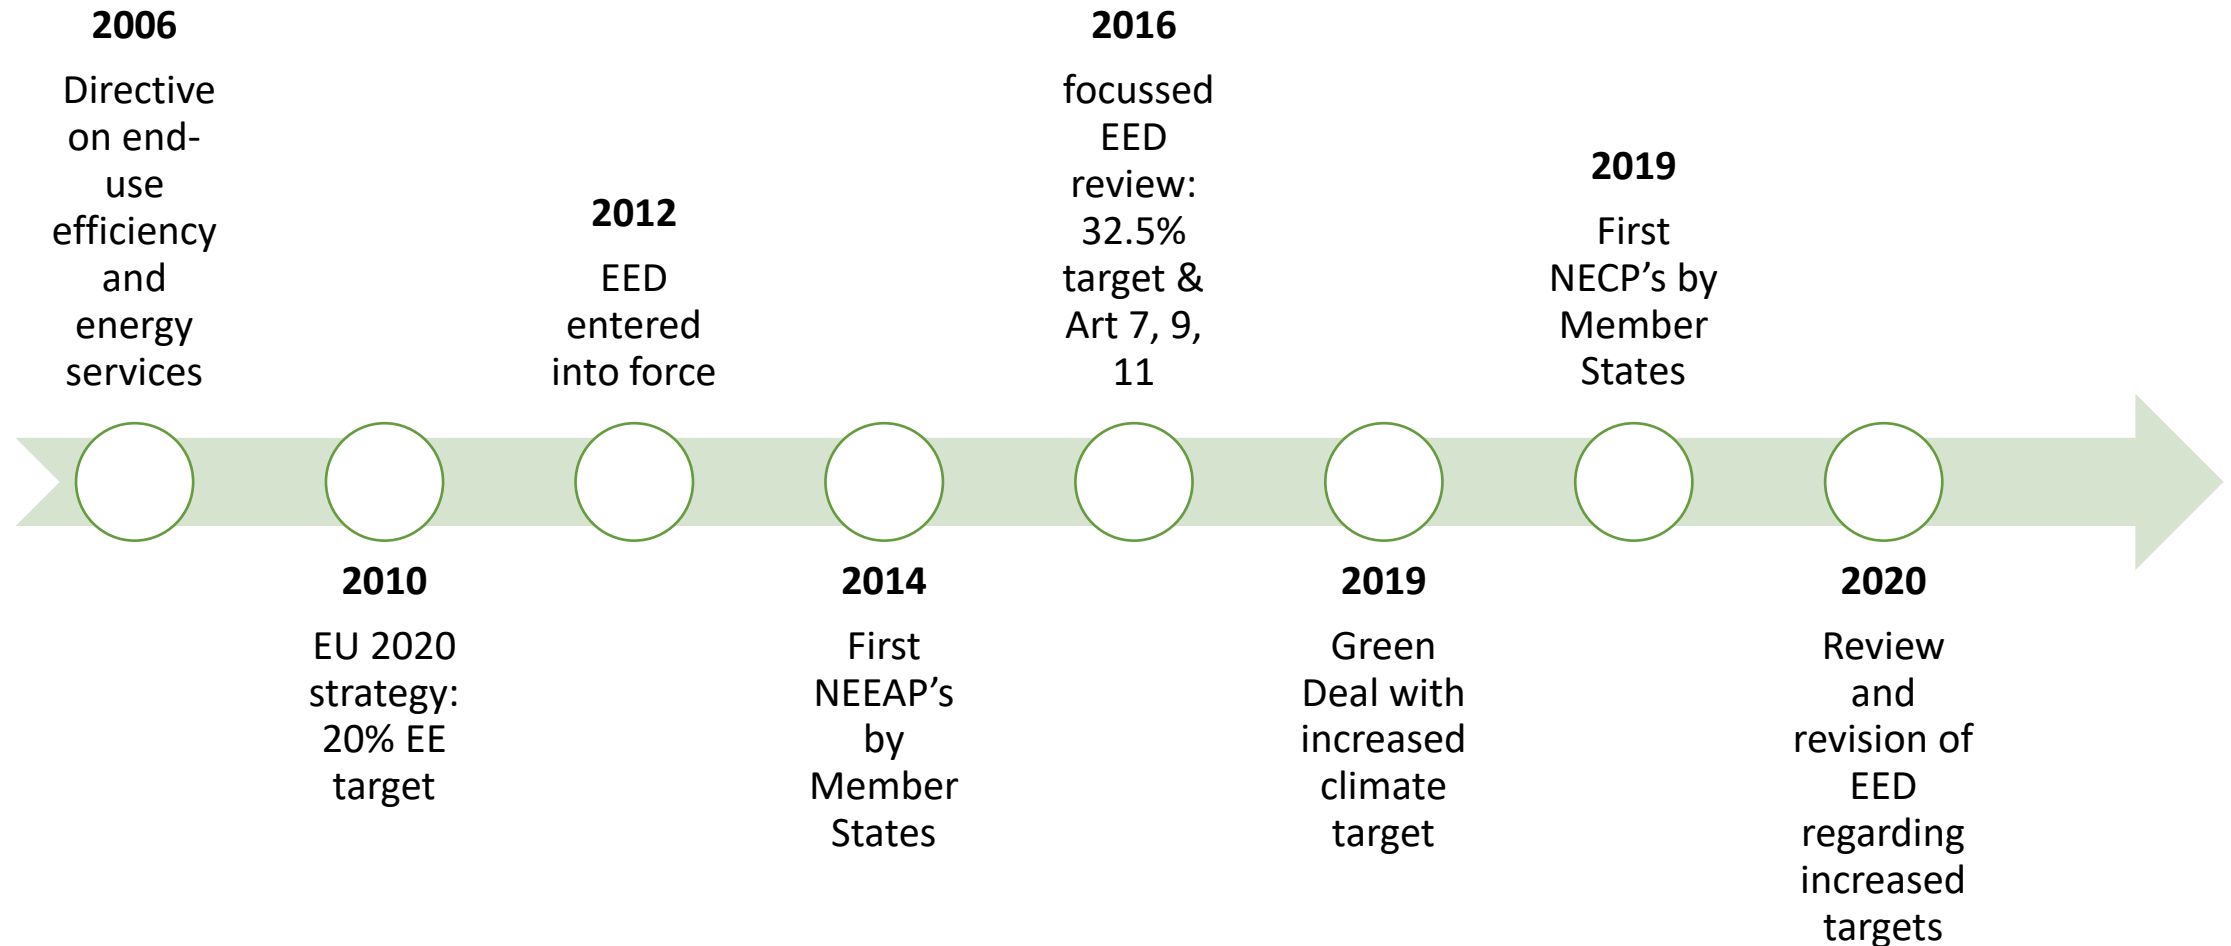 2006
Directive
on end-
use
efficiency
and
energy
services
2010
EU 2020
strategy:
20% EE
target
2012
EED
entered
into force
2014
First
NEEAP’s
by
Member
States
2016
focussed
EED
review:
32.5%
target &
Art 7, 9,
11
2019
Green
Deal with
increased
climate
target
2019
First
NECP’s by
Member
States
2020
Review
and
revision of
EED
regarding
increased
targets